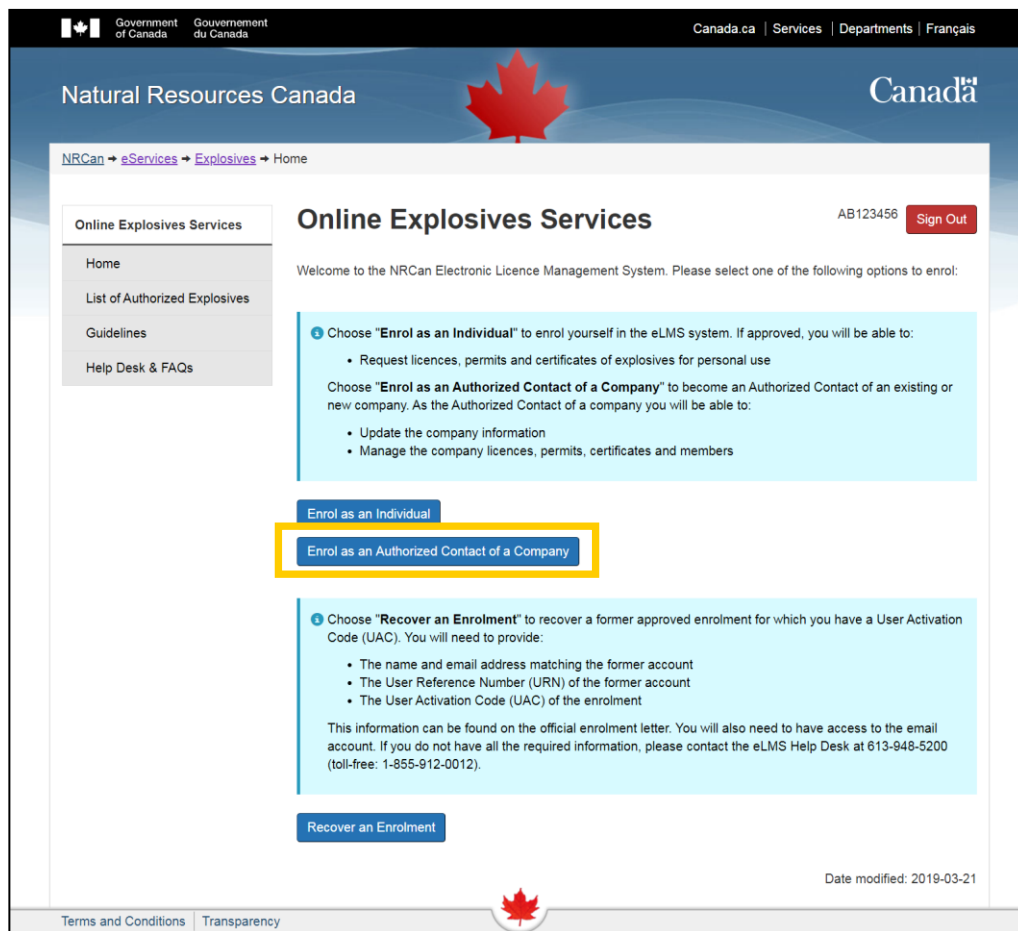 Government of Canada
Gouvernement du Canada
Canada.ca | Services | Departments | Français
Natural Resources Canada
Canada
NRCan → eServices → Explosives → Home
Online Explosives Services
Home
List of Authorized Explosives
Guidelines
Help Desk & FAQs
Online Explosives Services
AB123456
Sign Out
Welcome to the NRCan Electronic Licence Management System. Please select one of the following options to enrol:
Choose "Enrol as an Individual" to enrol yourself in the eLMS system. If approved, you will be able to:
• Request licences, permits and certificates of explosives for personal use
Choose "Enrol as an Authorized Contact of a Company" to become an Authorized Contact of an existing or
new company. As the Authorized Contact of a company you will be able to:
• Update the company information
• Manage the company licences, permits, certificates and members
Enrol as an Individual
Enrol as an Authorized Contact of a Company
Choose "Recover an Enrolment" to recover a former approved enrolment for which you have a User Activation
Code (UAC). You will need to provide:
• The name and email address matching the former account
• The User Reference Number (URN) of the former account
• The User Activation Code (UAC) of the enrolment
This information can be found on the official enrolment letter. You will also need to have access to the email
account. If you do not have all the required information, please contact the eLMS Help Desk at 613-948-5200
(toll-free: 1-855-912-0012).
Recover an Enrolment
Date modified: 2019-03-21
Terms and Conditions | Transparency